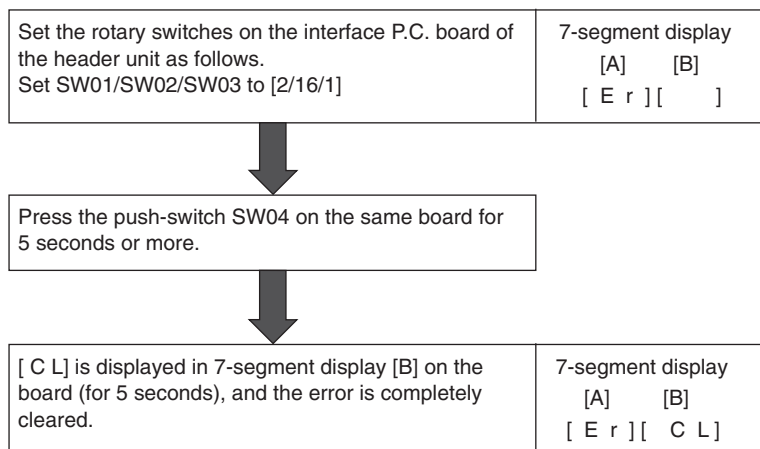 Set the rotary switches on the interface P.C. board of
the header unit as follows.
Set SW01/SW02/SW03 to [2/16/1]
7-segment display
[A] [B]
[ E r ] [ ]
Press the push-switch SW04 on the same board for
5 seconds or more.
[ C L] is displayed in 7-segment display [B] on the
board (for 5 seconds), and the error is completely
cleared.
7-segment display
[A] [B]
[ E r ] [ C L ]